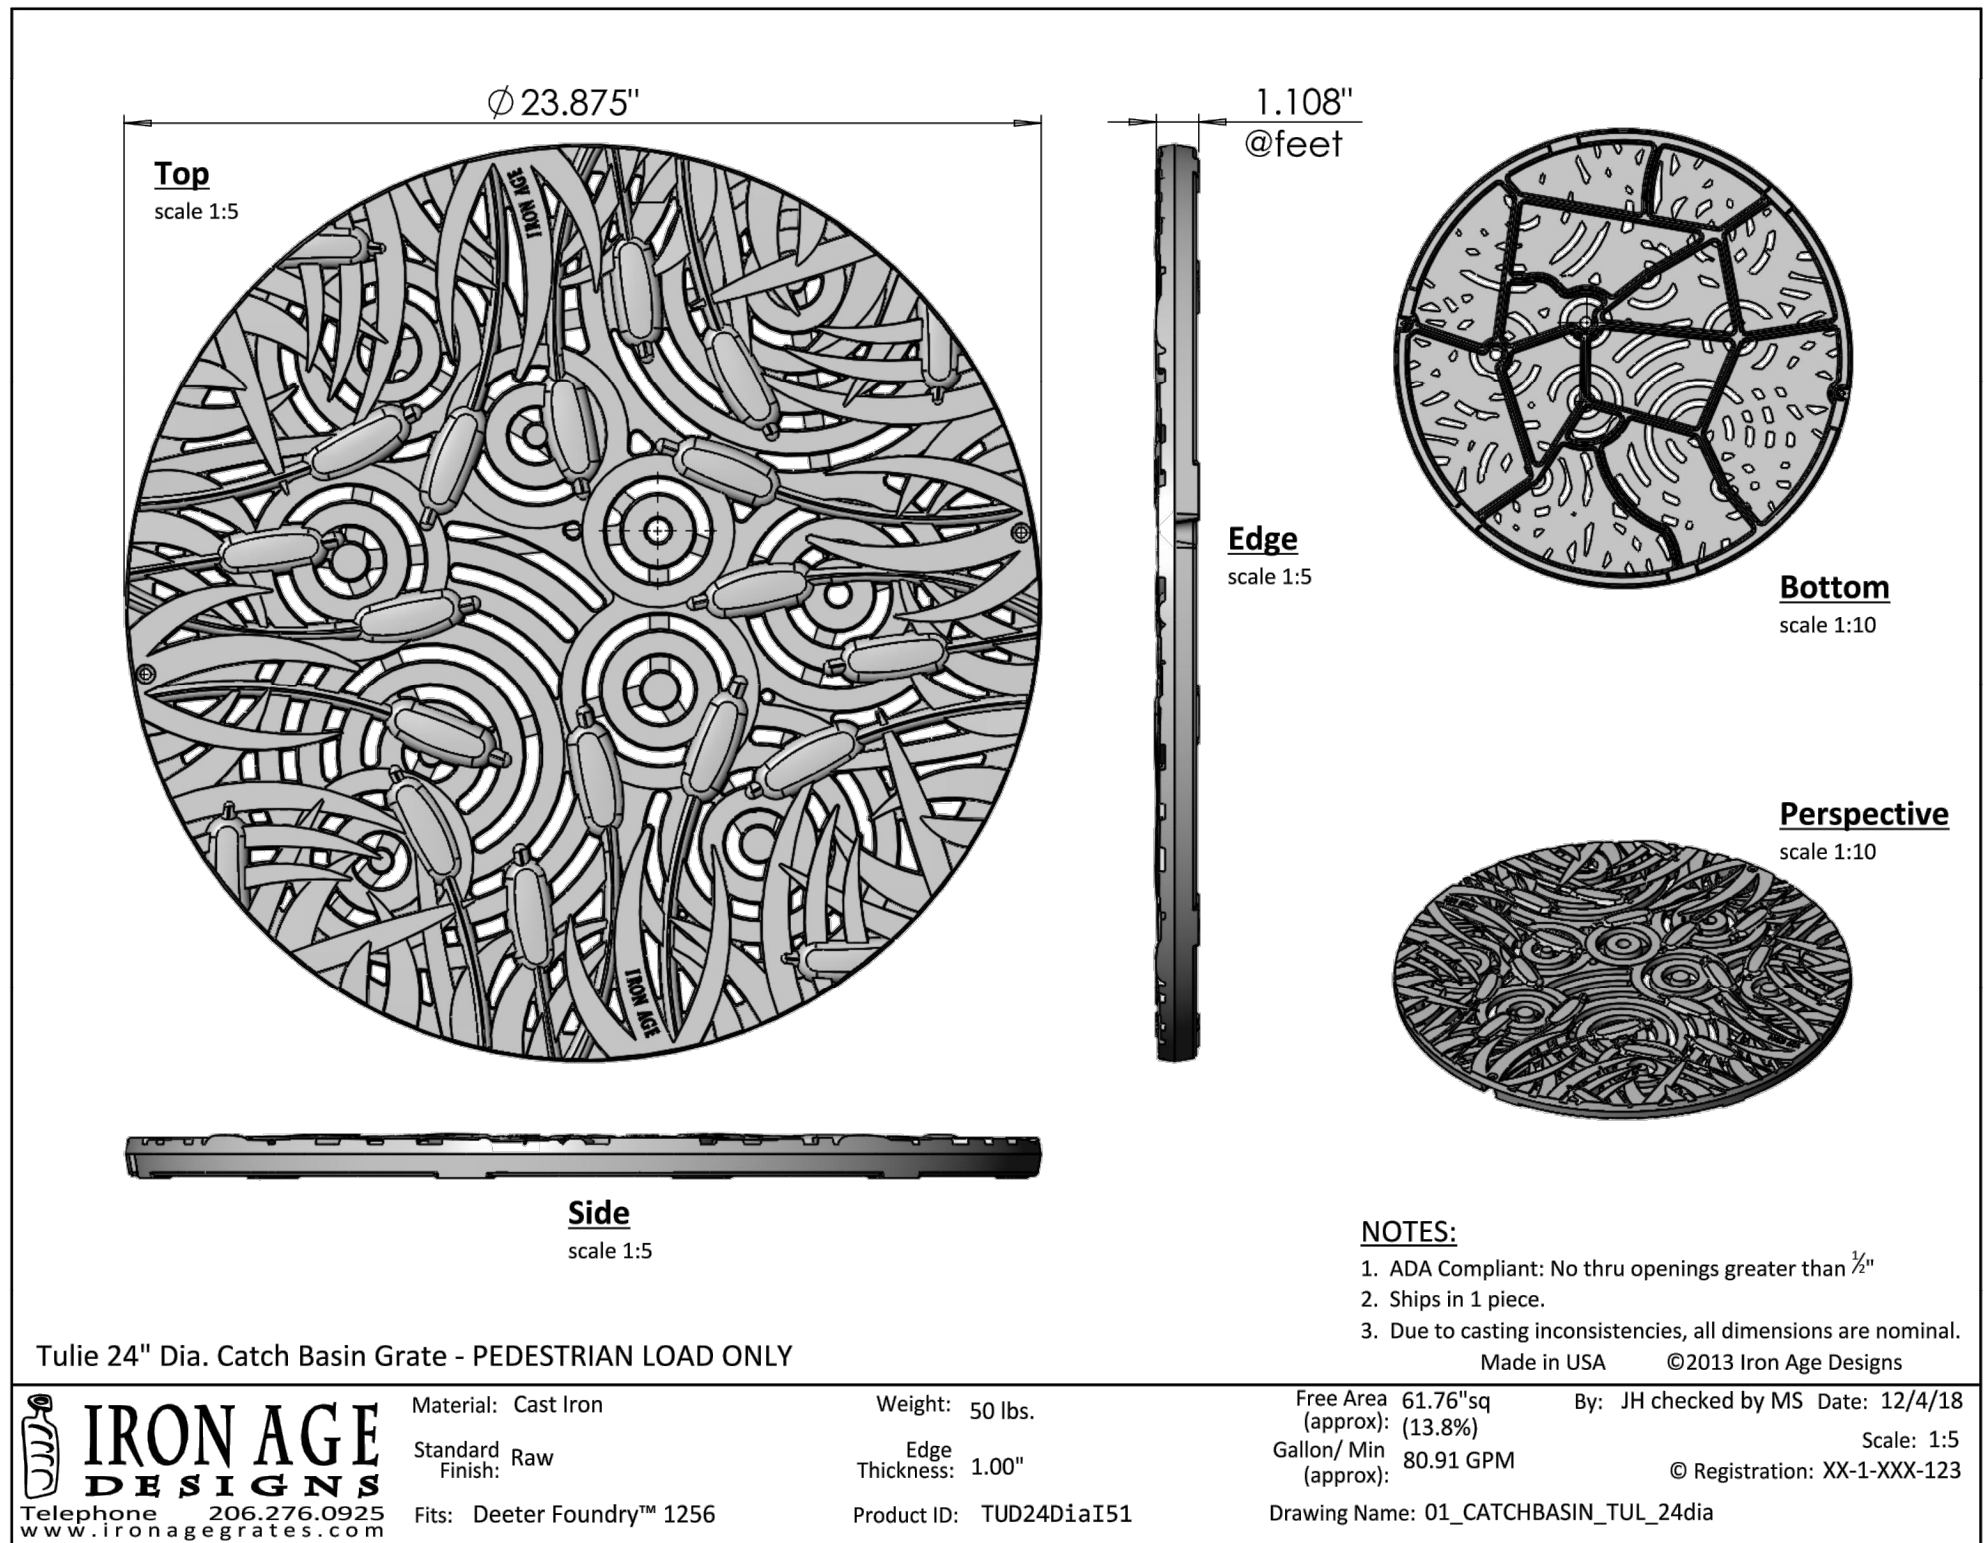 Ø 23.875"
1.108"
@feet
Top
scale 1:5
IRON AGE
Edge
scale 1:5
Bottom
scale 1:10
Perspective
scale 1:10
IRON AGE
Side
scale 1:5
NOTES:
1. ADA Compliant: No thru openings greater than ½"
2. Ships in 1 piece.
3. Due to casting inconsistencies, all dimensions are nominal.
Made in USA ©2013 Iron Age Designs
Tulie 24" Dia. Catch Basin Grate - PEDESTRIAN LOAD ONLY
IRON AGE
DESIGNS
Telephone 206.276.0925
www.ironagegrates.com
Material: Cast Iron
Standard Finish: Raw
Fits: Deeter Foundry™ 1256
Weight: 50 lbs.
Edge Thickness: 1.00"
Product ID: TUD24DiaI51
Free Area (approx): 61.76"sq (13.8%)
Gallon/ Min (approx): 80.91 GPM
By: JH checked by MS Date: 12/4/18
Scale: 1:5
© Registration: XX-1-XXX-123
Drawing Name: 01_CATCHBASIN_TUL_24dia